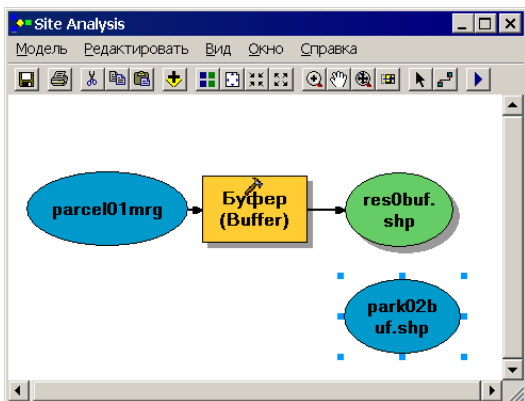 Site Analysis
Модель Редактировать Вид Окно Справка
parcel01mrg
Буфер
(Buffer)
res0buf.
shp
park02b
uf.shp